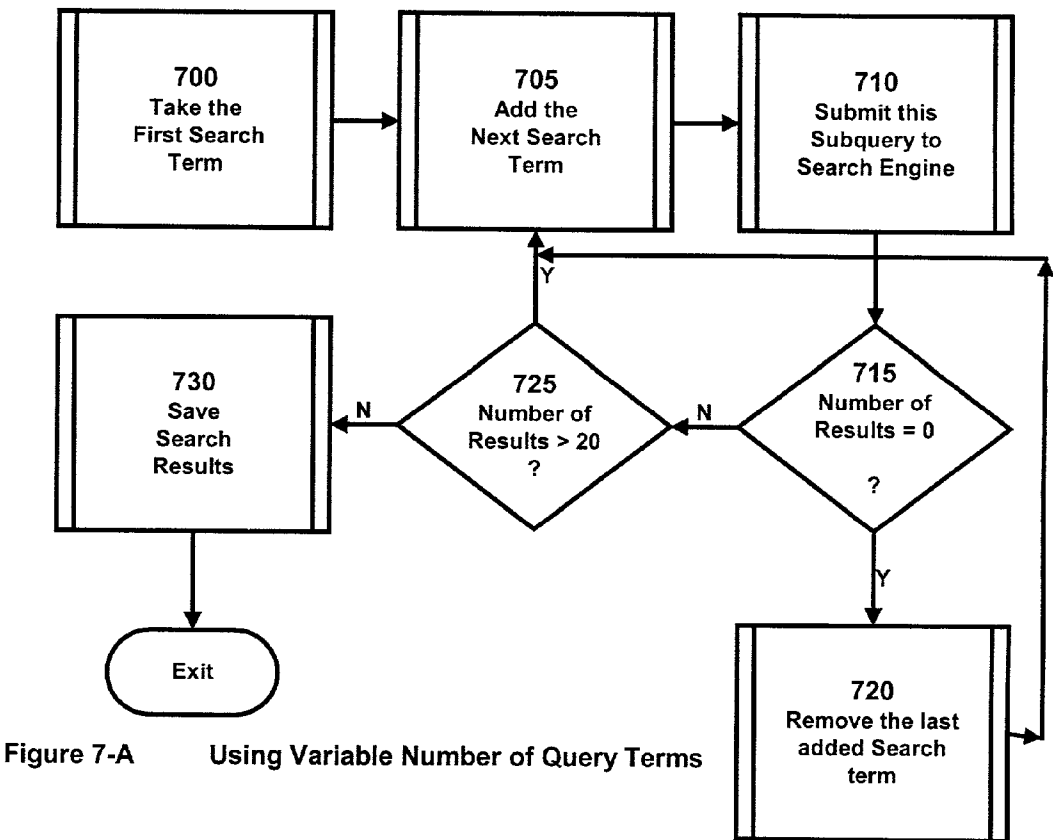 700
Take the
First Search
Term
705
Add the
Next Search
Term
710
Submit this
Subquery to
Search Engine
Y
730
Save
Search
Results
N
725
Number of
Results > 20
?
N
715
Number of
Results = 0
?
Y
Exit
720
Remove the last
added Search
term
Figure 7-A Using Variable Number of Query Terms